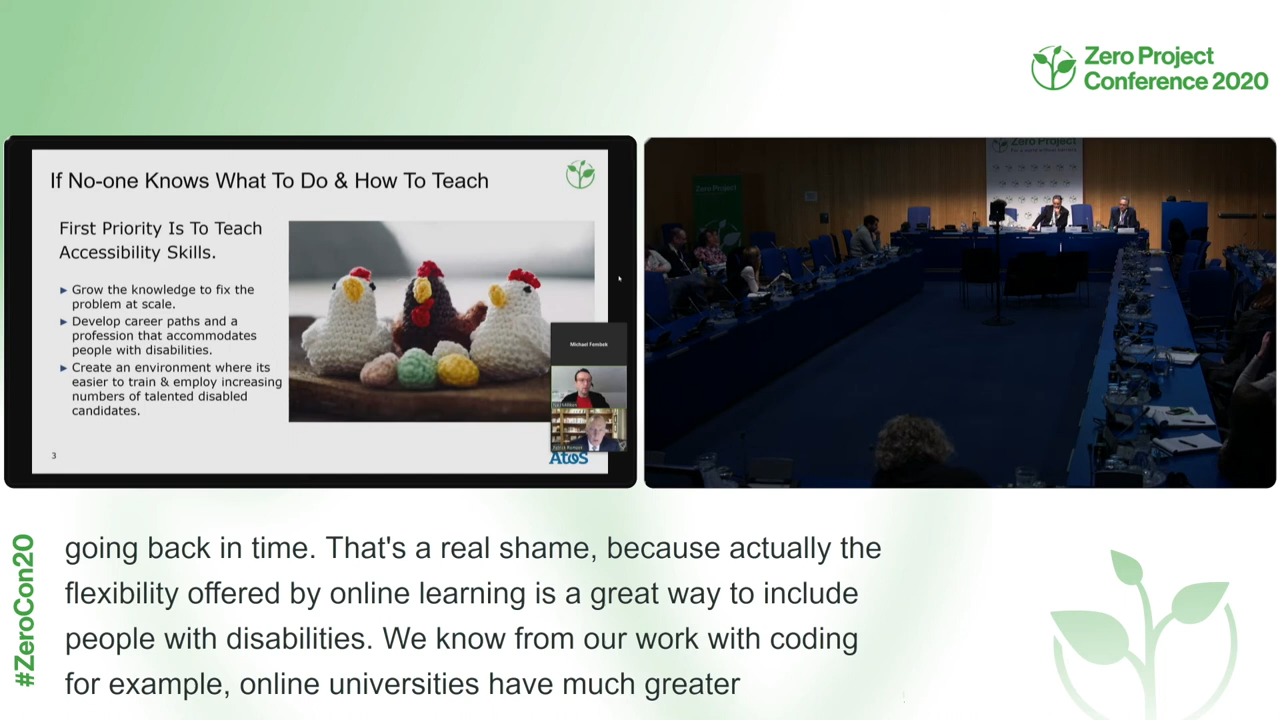 Zero Project
Conference 2020
If No-one Knows What To Do & How To Teach
First Priority Is To Teach
Accessibility Skills.
Grow the knowledge to fix the
problem at scale.
Develop career paths and a
profession that accommodates
people with disabilities.
Create an environment where its
easier to train & employ increasing
numbers of talented disabled
candidates.
3
Michael Fembek
Atos
Zero Project
Zero Project
#ZeroCon20
going back in time. That's a real shame, because actually the
flexibility offered by online learning is a great way to include
people with disabilities. We know from our work with coding
for example, online universities have much greater